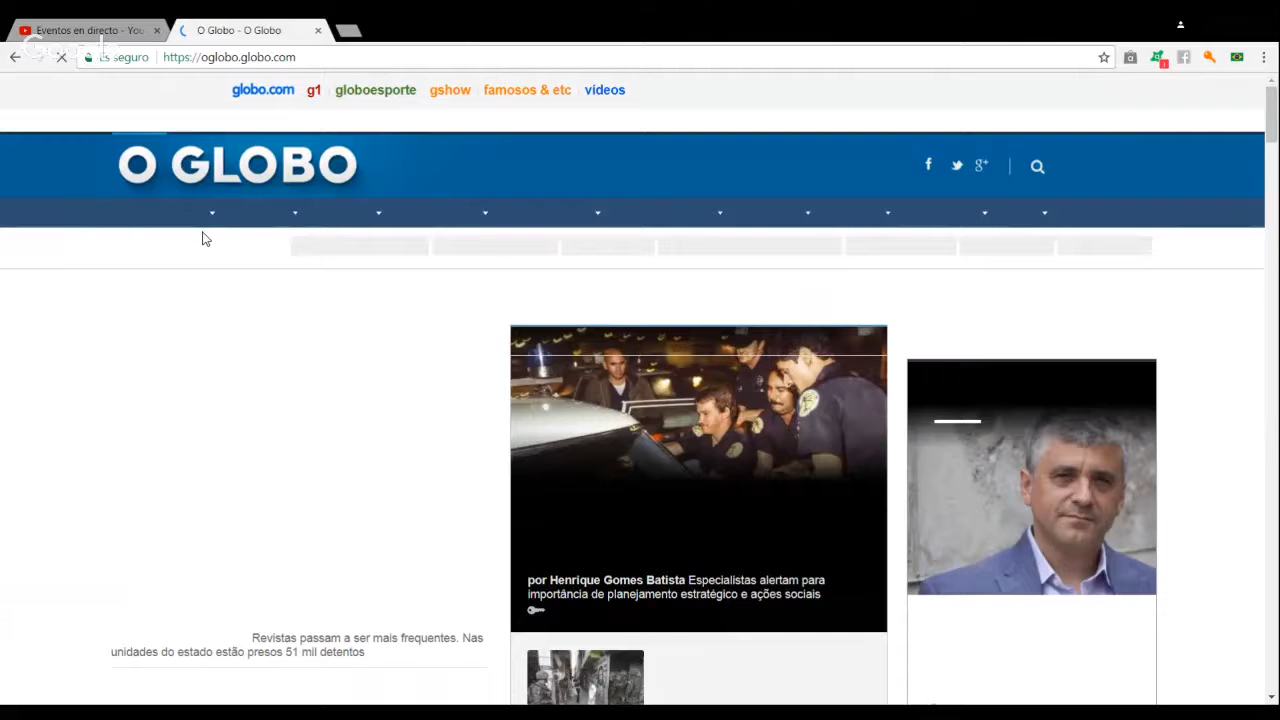 Eventos en directo - You
O Globo - O Globo
Es seguro
https://oglobo.globo.com
globo.com g1 globoesporte gshow famosos & etc vídeos
O GLOBO
por Henrique Gomes Batista Especialistas alertam para
importância de planejamento estratégico e ações sociais
Revistas passam a ser mais frequentes. Nas
unidades do estado estão presos 51 mil detentos